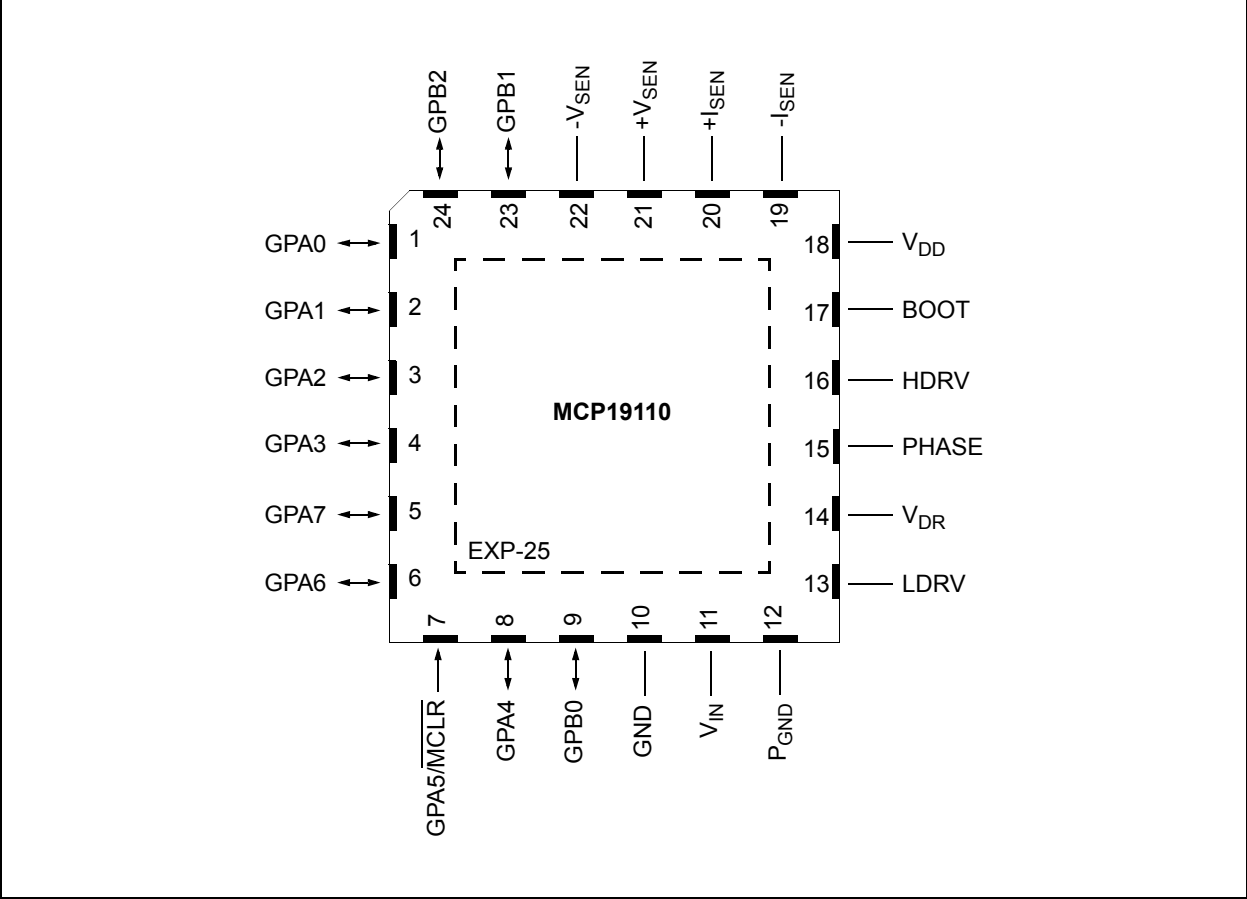 GPB2
GPB1
-VSEN
+VSEN
+ISEN
-ISEN
24
23
22
21
20
19
GPA0
1
18
VDD
GPA1
2
17
BOOT
GPA2
3
16
HDRV
MCP19110
GPA3
4
15
PHASE
GPA7
5
14
VDR
EXP-25
GPA6
6
13
LDRV
7
8
9
10
11
12
GPA5/MCLR
GPA4
GPB0
GND
VIN
PGND